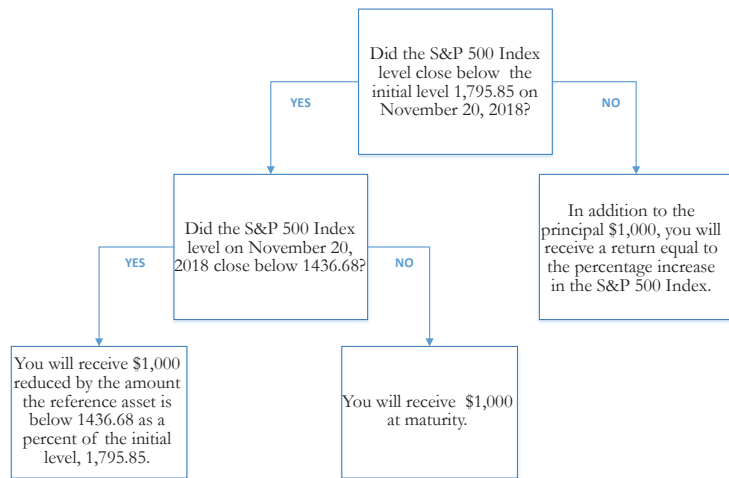 Did the S&P 500 Index
level close below the
initial level 1,795.85 on
November 20, 2018?
YES
NO
Did the S&P 500 Index
level on November 20,
2018 close below 1436.68?
In addition to the
principal $1,000, you will
receive a return equal to
the percentage increase
in the S&P 500 Index.
YES
NO
You will receive $1,000
reduced by the amount
the reference asset is
below 1436.68 as a
percent of the initial
level, 1,795.85.
You will receive $1,000
at maturity.